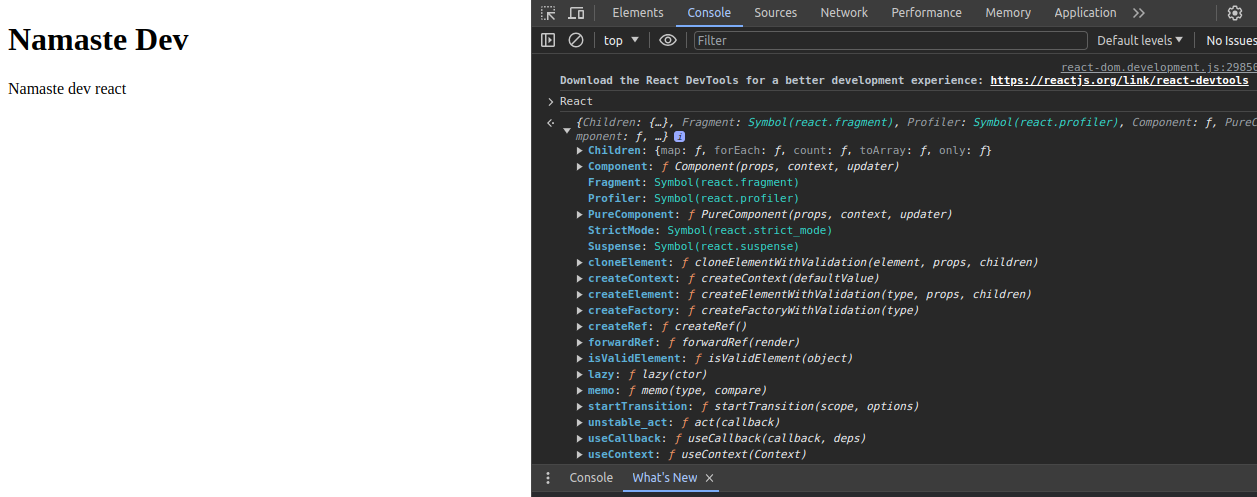 Namaste Dev
Namaste dev react
Elements Console Sources Network Performance Memory Application
top Filter Default levels No Issues
react-dom.development.js:29850
Download the React DevTools for a better development experience: https://reactjs.org/link/react-devtools
React
{Children: {…}, Fragment: Symbol(react.fragment), Profiler: Symbol(react.profiler), Component: ƒ, PureC
mponent: ƒ, …}
Children: {map: ƒ, forEach: ƒ, count: ƒ, toArray: ƒ, only: ƒ}
Component: ƒ Component(props, context, updater)
Fragment: Symbol(react.fragment)
Profiler: Symbol(react.profiler)
PureComponent: ƒ PureComponent(props, context, updater)
StrictMode: Symbol(react.strict_mode)
Suspense: Symbol(react.suspense)
cloneElement: ƒ cloneElementWithValidation(element, props, children)
createContext: ƒ createContext(defaultValue)
createElement: ƒ createElementWithValidation(type, props, children)
createFactory: ƒ createFactoryWithValidation(type)
createRef: ƒ createRef()
forwardRef: ƒ forwardRef(render)
isValidElement: ƒ isValidElement(object)
lazy: ƒ lazy(ctor)
memo: ƒ memo(type, compare)
startTransition: ƒ startTransition(scope, options)
unstable_act: ƒ act(callback)
useCallback: ƒ useCallback(callback, deps)
useContext: ƒ useContext(Context)
Console What's New